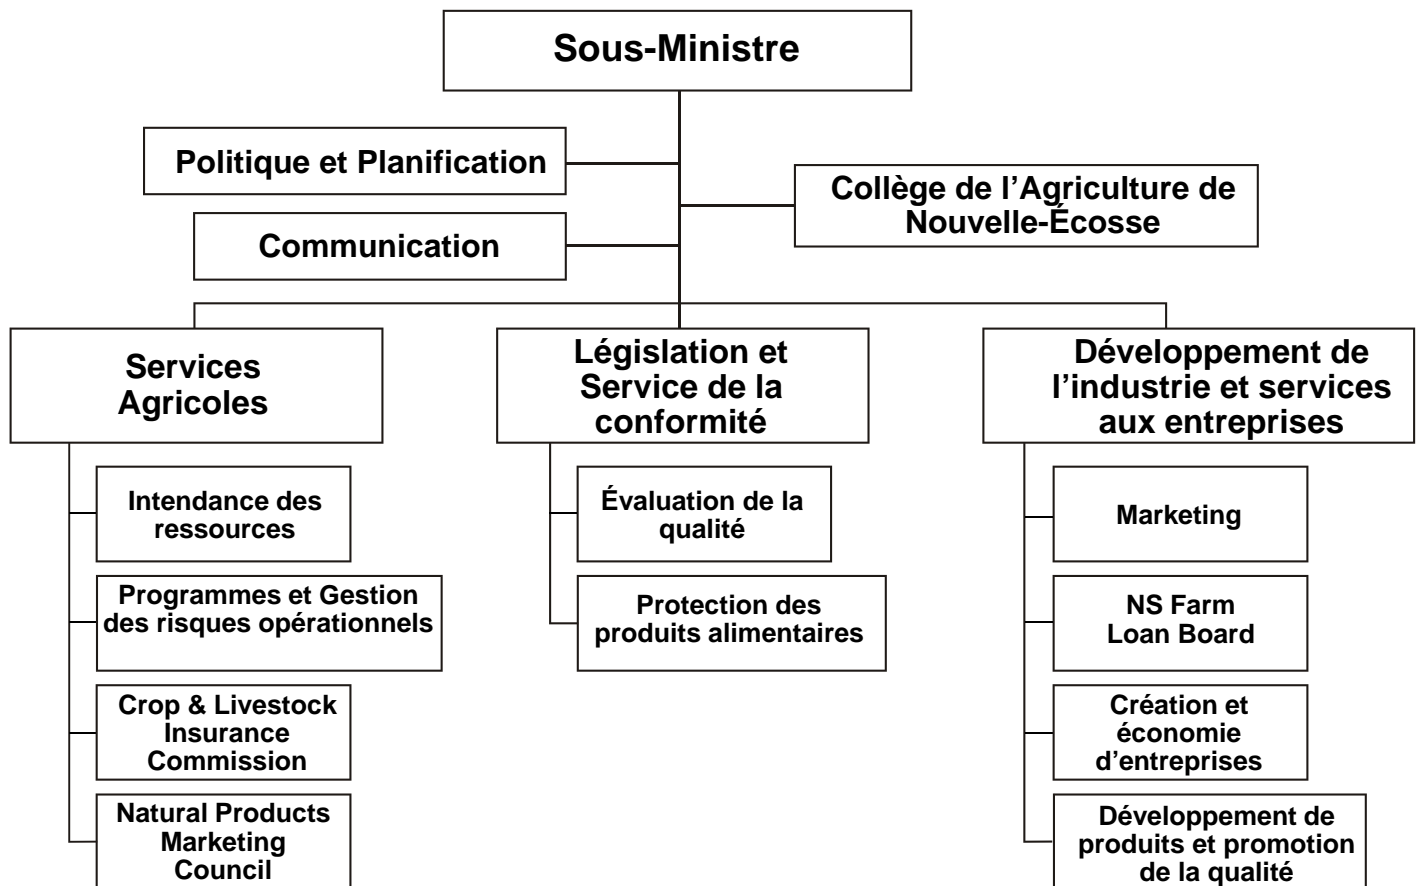 Sous-Ministre
Politique et Planification
Collège de l’Agriculture de
Nouvelle-Écosse
Communication
Services
Agricoles
Législation et
Service de la
conformité
Développement de
l’industrie et services
aux entreprises
Intendance des
ressources
Programmes et Gestion
des risques opérationnels
Crop & Livestock
Insurance
Commission
Natural Products
Marketing
Council
Évaluation de la
qualité
Protection des
produits alimentaires
Marketing
NS Farm
Loan Board
Création et
économie
d’entreprises
Développement de
produits et promotion
de la qualité